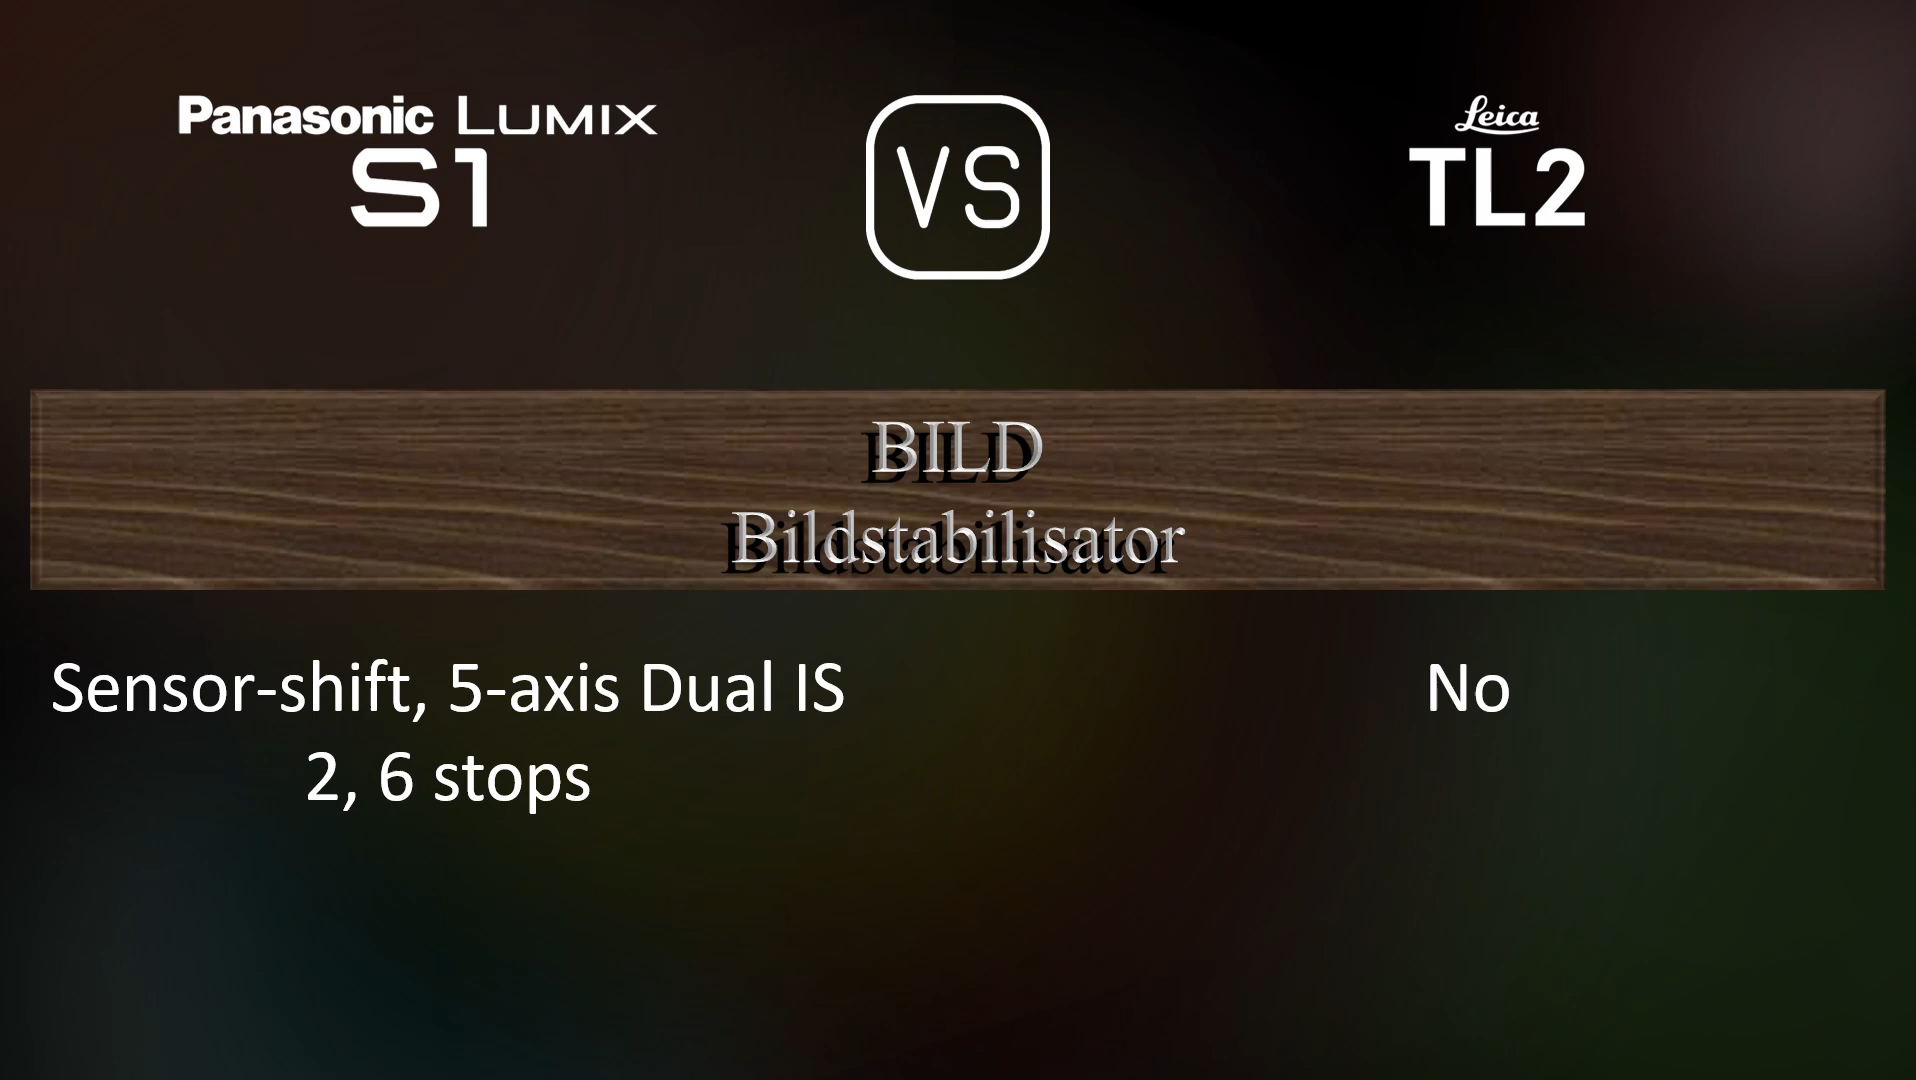 Panasonic LUMIX
S1
VS
Leica
TL2
BILD
Bildstabilisator
Sensor-shift, 5-axis Dual IS
2, 6 stops
No